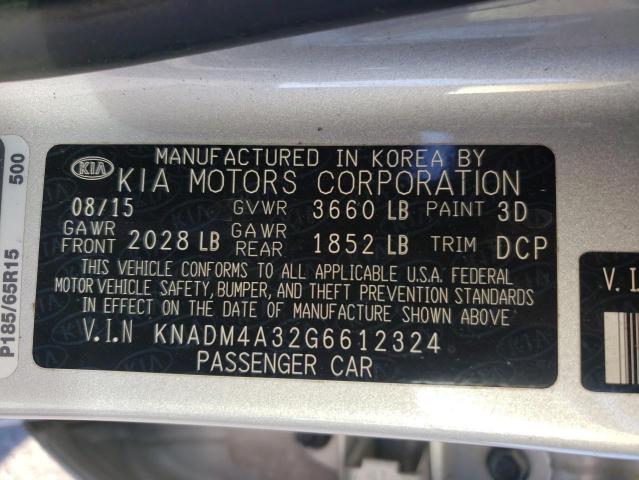 MANUFACTURED IN KOREA BY
KIA KIA MOTORS CORPORATION
08/15 GVWR 3660 LB PAINT 3D
GAWR FRONT 2028 LB GAWR REAR 1852 LB TRIM DCP
THIS VEHICLE CONFORMS TO ALL APPLICABLE U.S.A. FEDERAL
MOTOR VEHICLE SAFETY, BUMPER, AND THEFT PREVENTION STANDARDS
IN EFFECT ON THE DATE OF MANUFACTURE SHOWN ABOVE.
V.I.N KNADM4A32G6612324
PASSENGER CAR
P185/65R15 500
V.I